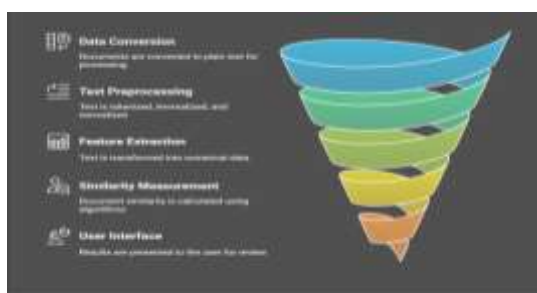 Data Conversion
Documents are converted to plain text for
processing
Text Preprocessing
Text is tokenized, normalized, and
Feature Extraction
Text is transformed into numerical data
Similarity Measurement
Document similarity is calculated using
algorithms
User Interface
Results are presented to the user for review